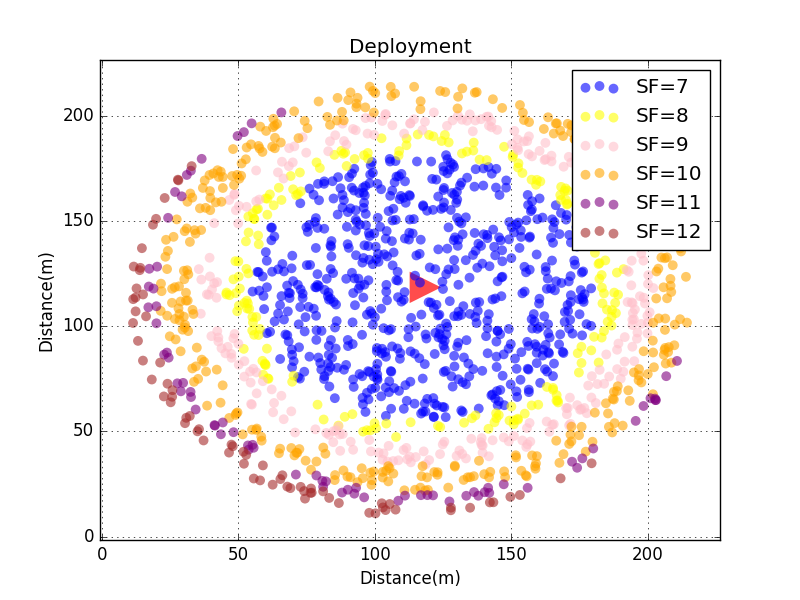 Deployment
SF=7
SF=8
SF=9
SF=10
SF=11
SF=12
Distance(m)
200
150
100
50
0
0 50 100 150 200
Distance(m)